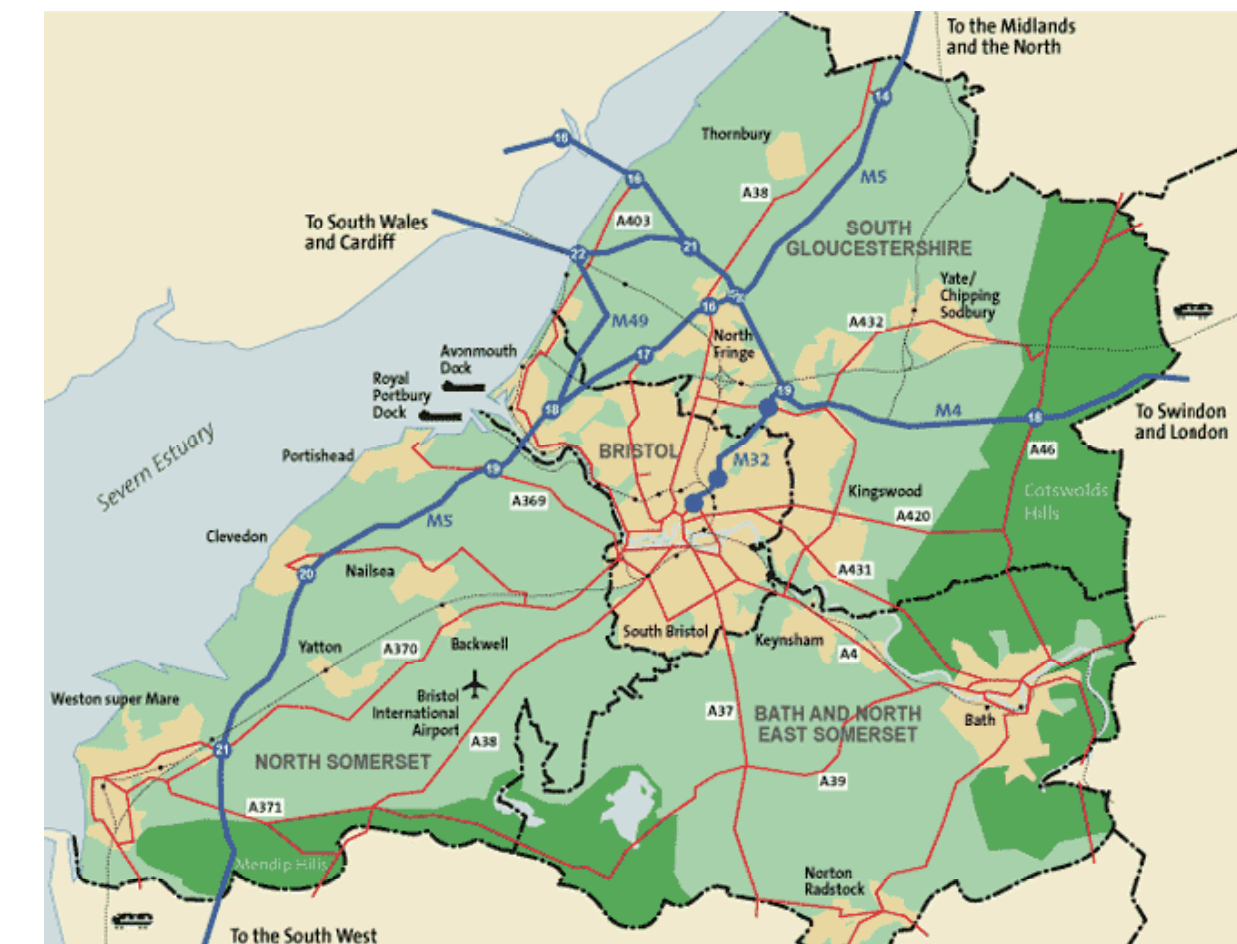 To the Midlands
and the North
14
Thornbury
M5
16
16
A38
A403
To South Wales
and Cardiff
SOUTH
GLOUCESTERSHIRE
22
21
Yate/
Chipping
Sodbury
16
M49
A432
North
Fringe
17
Avonmouth
Dock
Royal
Portbury
Dock
18
19
M4
18
To Swindon
and London
Severn Estuary
Portishead
BRISTOL
M32
A46
19
Kingswood
Cotswolds
Hills
A369
A420
M5
Clevedon
20
Nailsea
A431
South Bristol
Keynsham
Yatton
A370
Backwell
A4
Weston super Mare
Bristol
International
Airport
A37
BATH AND NORTH
EAST SOMERSET
Bath
21
A38
NORTH SOMERSET
A39
A371
Mendip Hills
Norton
Radstock
To the South West